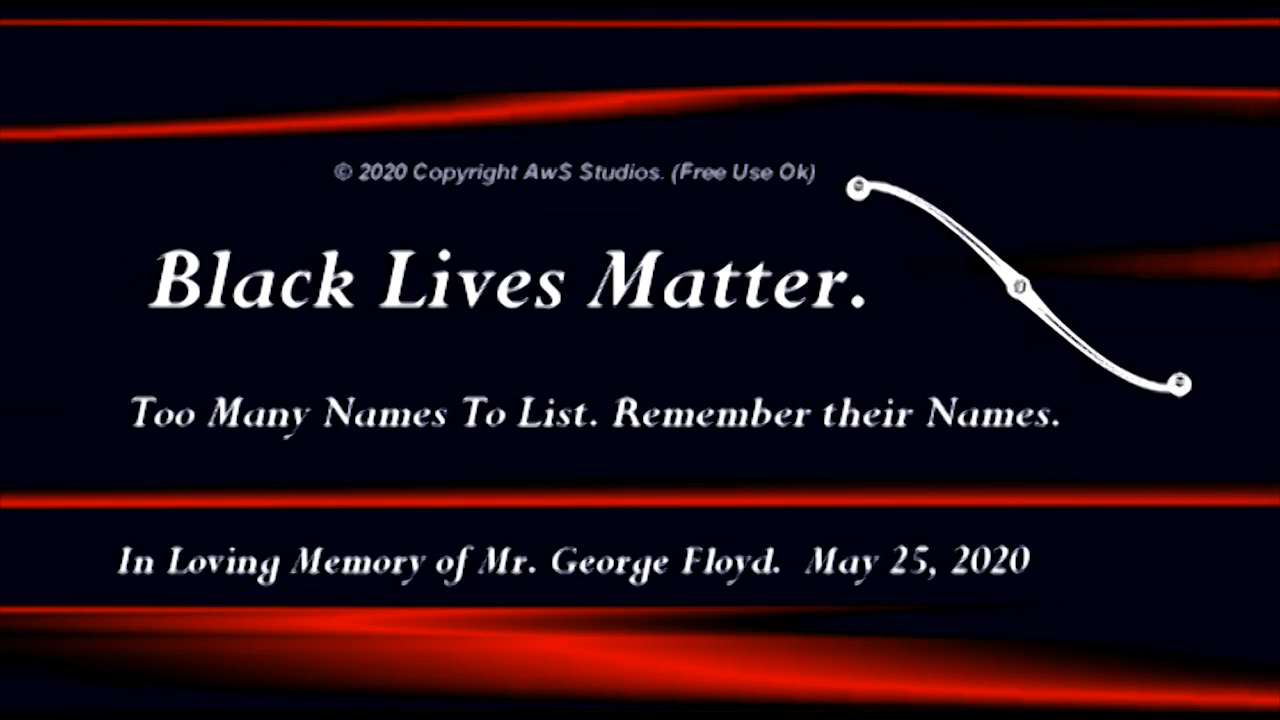 © 2020 Copyright AwS Studios. (Free Use Ok)
Black Lives Matter.
Too Many Names To List. Remember their Names.
In Loving Memory of Mr. George Floyd. May 25, 2020